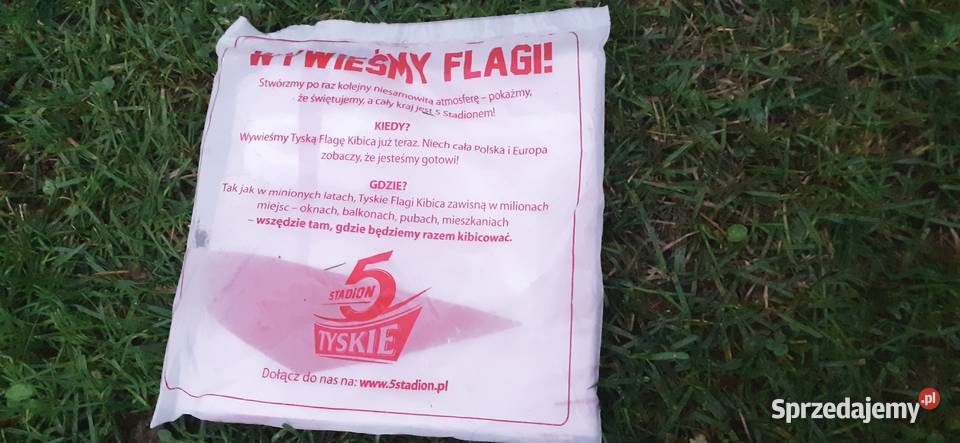 WYWIEŚMY FLAGI!
Stwórzmy po raz kolejny niesamowitą atmosferę – pokażmy,
że świętujemy, a cały kraj jest 5 Stadionem!
KIEDY?
Wywieśmy Tyską Flagę Kibica już teraz. Niech cała Polska i Europa
zobaczy, że jesteśmy gotowi!
GDZIE?
Tak jak w minionych latach, Tyskie Flagi Kibica zawisną w milionach
miejsc – oknach, balkonach, pubach, mieszkaniach
– wszędzie tam, gdzie będziemy razem kibicować.
5
STADION
TYSKIE
Dołącz do nas na: www.5stadion.pl
Sprzedajemy.pl